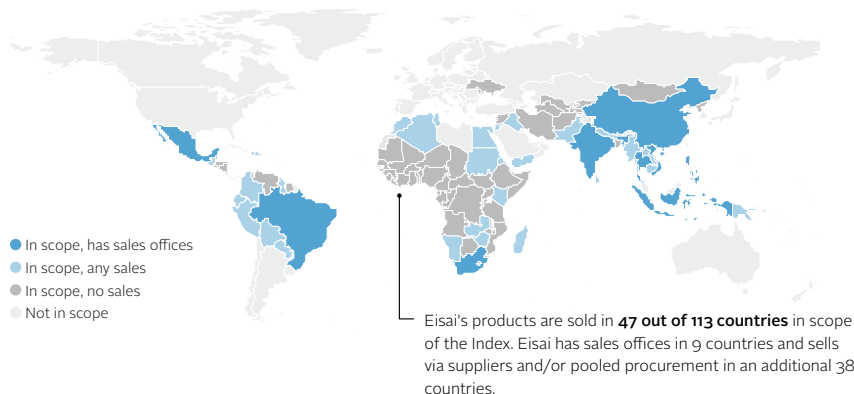 In scope, has sales offices
In scope, any sales
In scope, no sales
Not in scope
Eisai's products are sold in 47 out of 113 countries in scope
of the Index. Eisai has sales offices in 9 countries and sells
via suppliers and/or pooled procurement in an additional 38
countries.